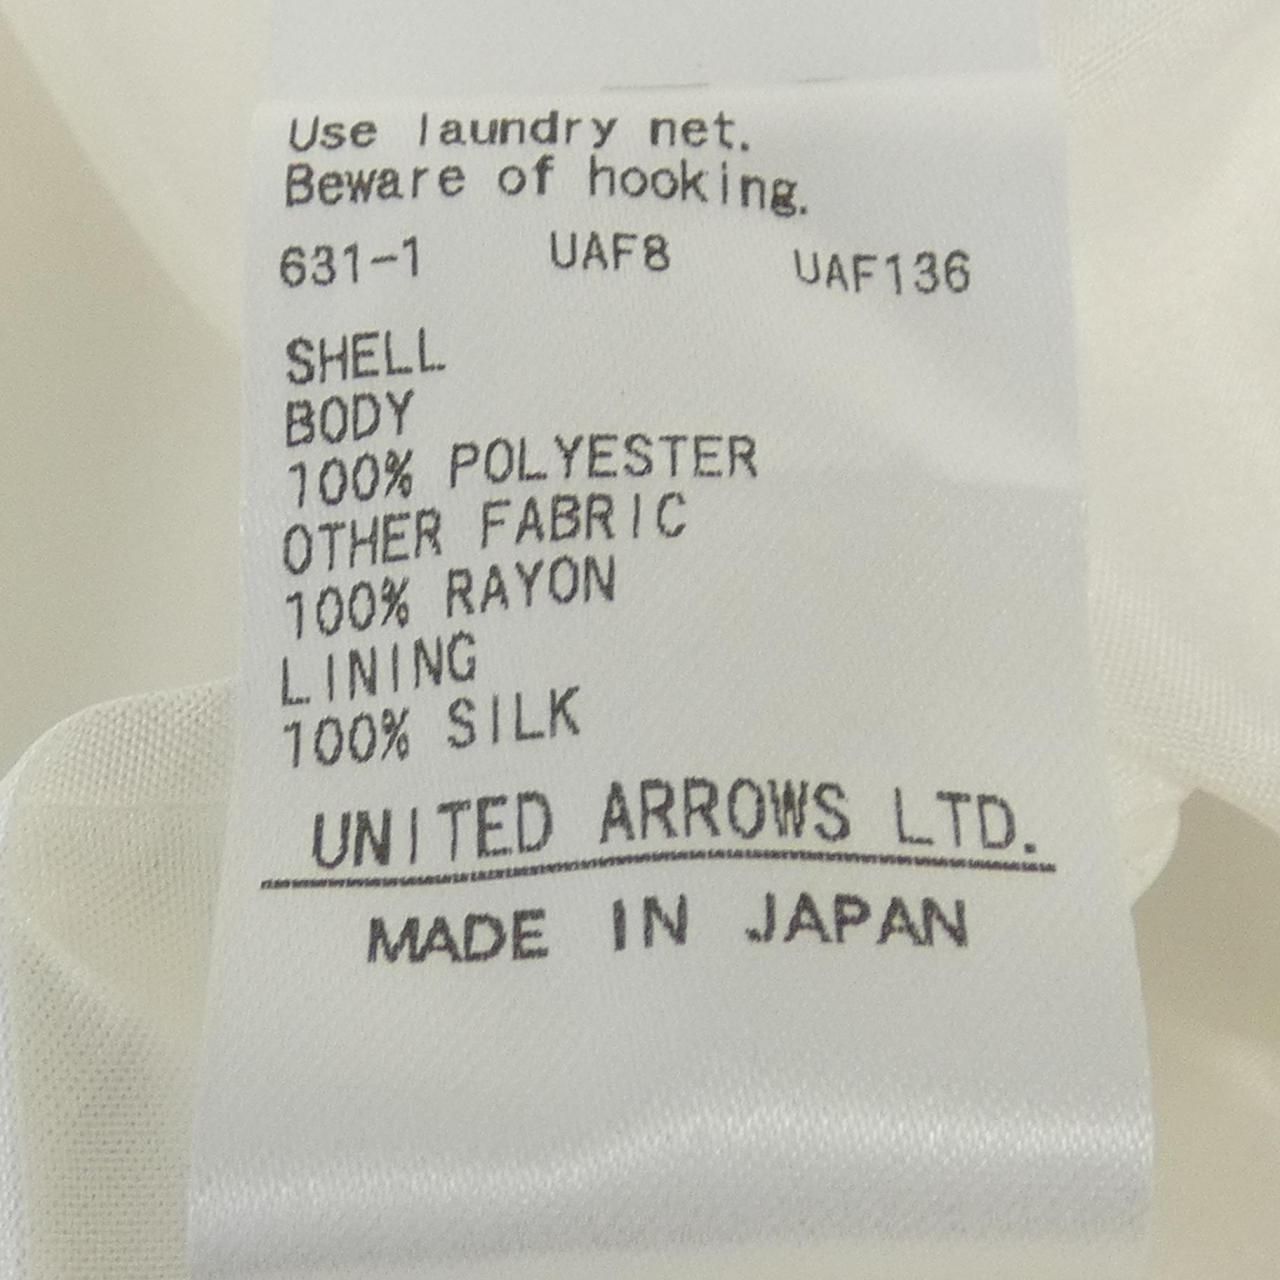 Use laundry net.
Beware of hooking.
631-1 UAF8 UAF136
SHELL
BODY
100% POLYESTER
OTHER FABRIC
100% RAYON
LINING
100% SILK
UNITED ARROWS LTD.
MADE IN JAPAN